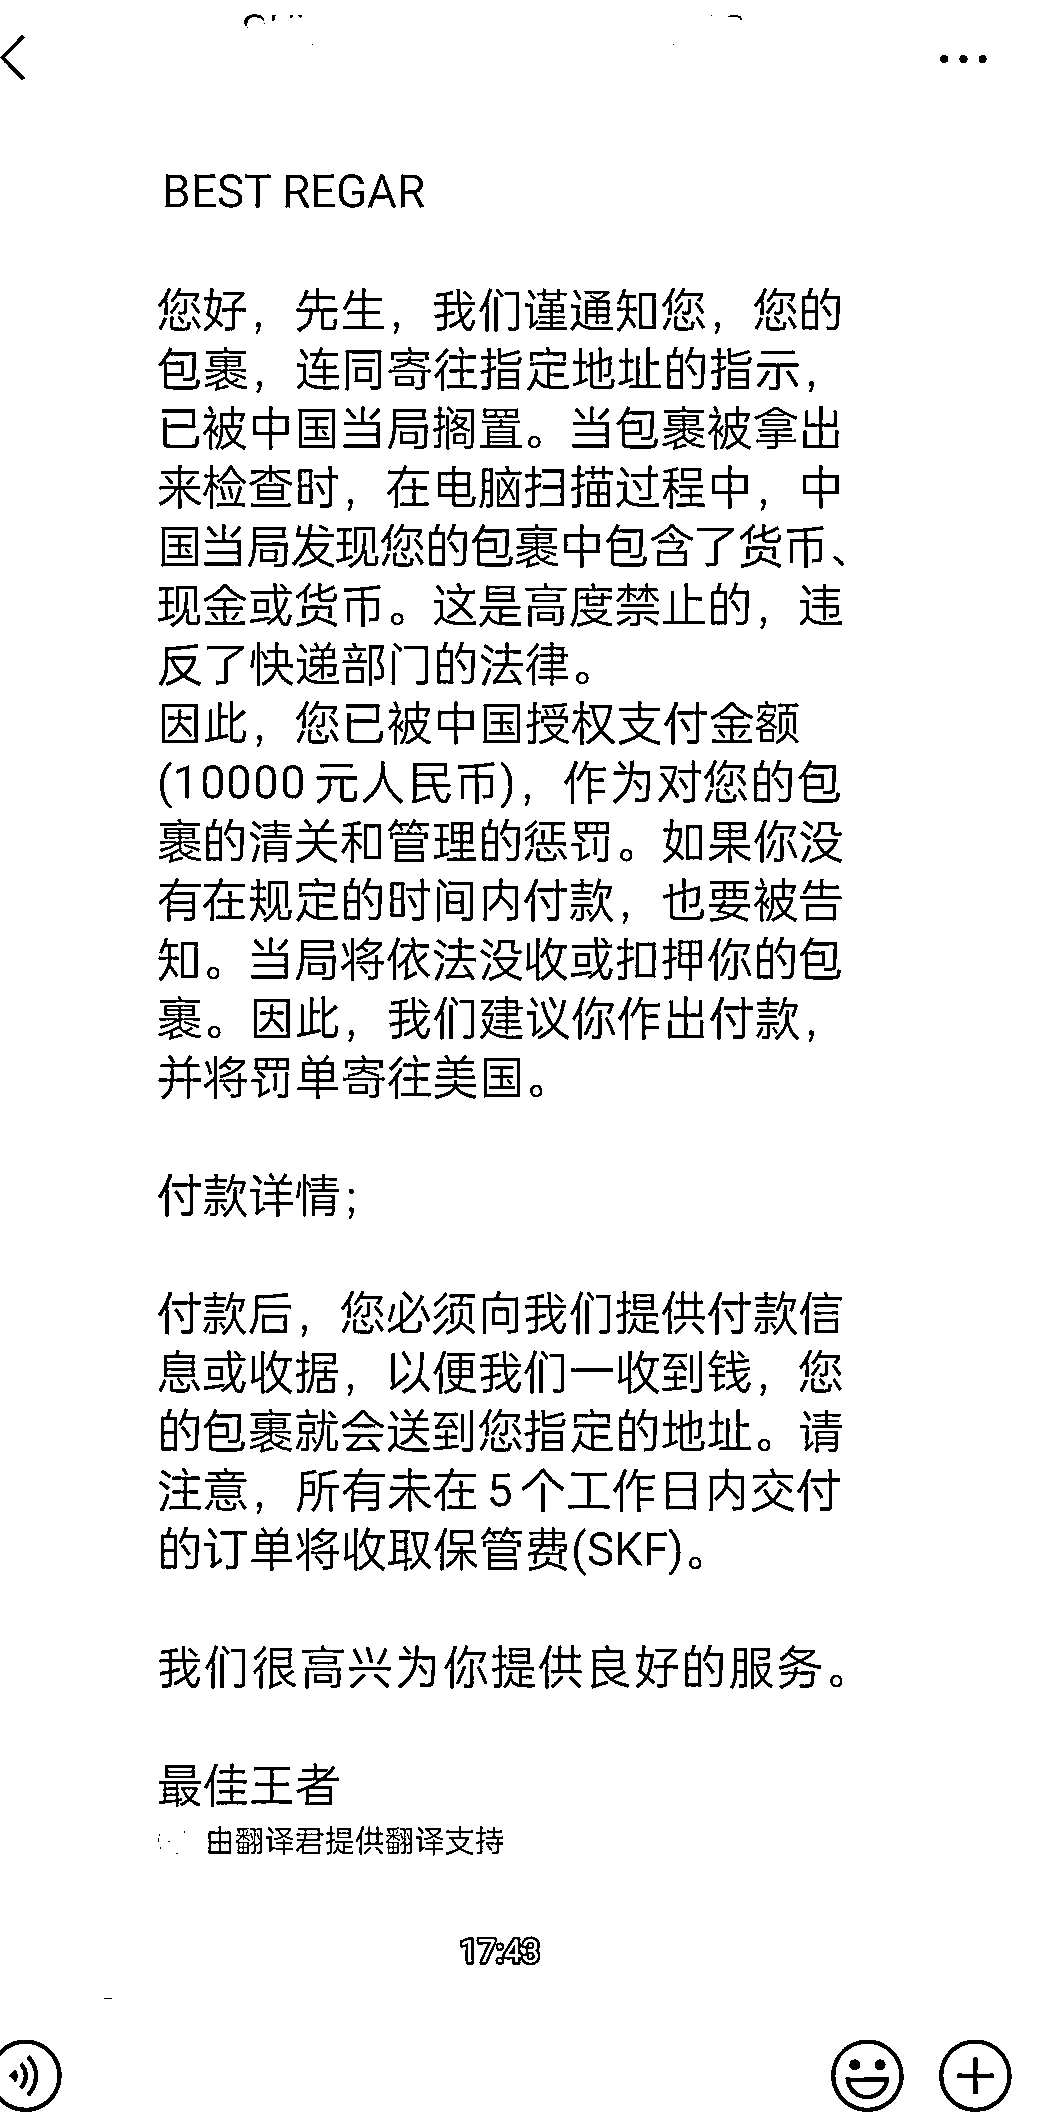 BEST REGAR
您好，先生，我们谨通知您，您的
包裹，连同寄往指定地址的指示，
已被中国当局搁置。当包裹被拿出
来检查时，在电脑扫描过程中，中
国当局发现您的包裹中包含了货币、
现金或货币。这是高度禁止的，违
反了快递部门的法律。
因此，您已被中国授权支付金额
(10000元人民币)，作为对您的包
裹的清关和管理的惩罚。如果你没
有在规定的时间内付款，也要被告
知。当局将依法没收或扣押你的包
裹。因此，我们建议你作出付款，
并将罚单寄往美国。
付款详情；
付款后，您必须向我们提供付款信
息或收据，以便我们一收到钱，您
的包裹就会送到您指定的地址。请
注意，所有未在5个工作日内交付
的订单将收取保管费(SKF)。
我们很高兴为你提供良好的服务。
最佳王者
由翻译君提供翻译支持
17:43